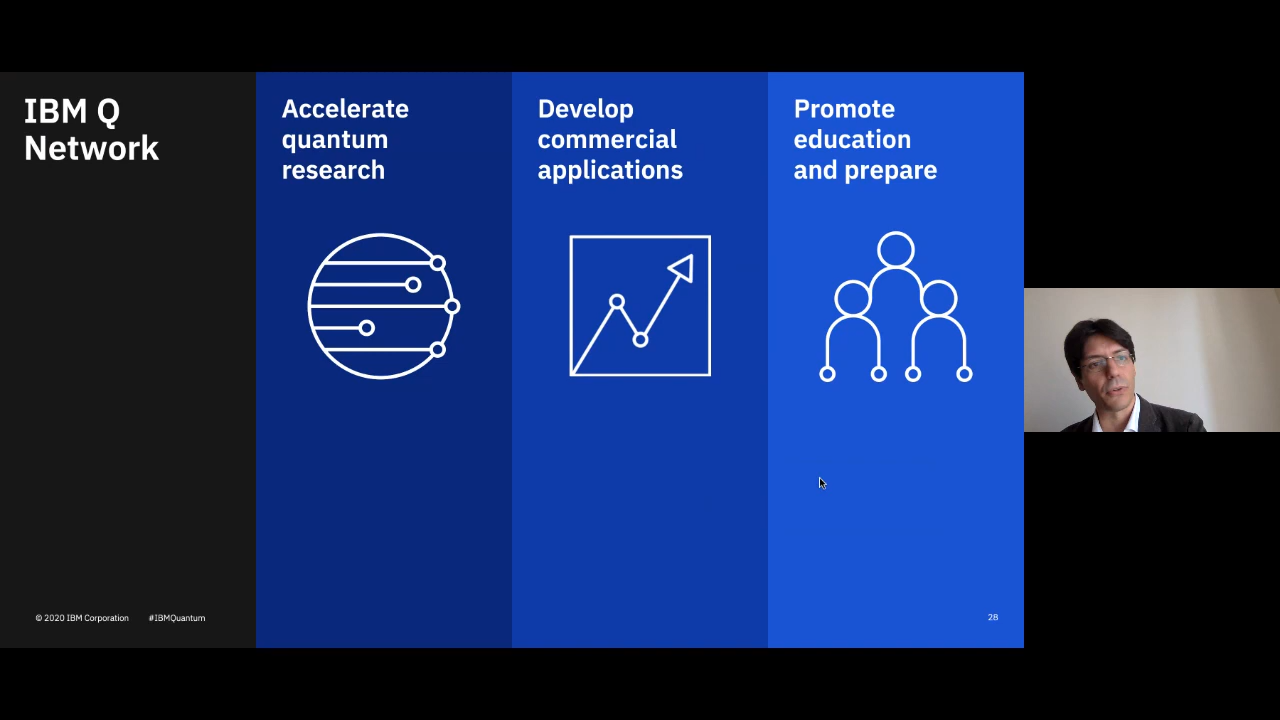 IBM Q
Network
Accelerate
quantum
research
Develop
commercial
applications
Promote
education
and prepare
© 2020 IBM Corporation #IBMQuantum
28